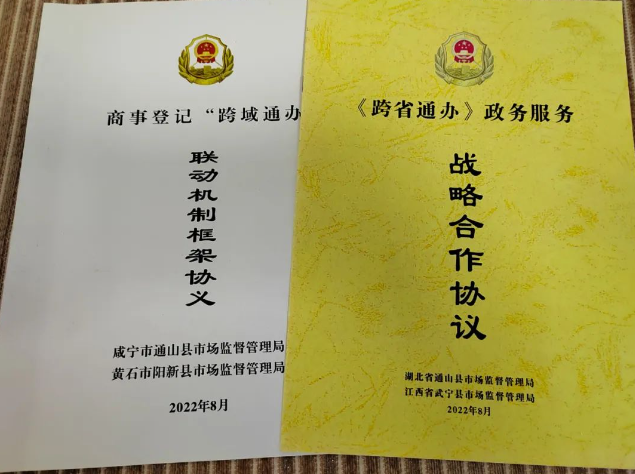 商事登记“跨域通办
联动机制框架协义
咸宁市通山县市场监督管理局
黄石市阳新县市场监督管理局
2022年8月
《跨省通办》政务服务
战略合作协议
湖北省通山县市场监督管理局
江西省武宁县市场监督管理局
2022年8月